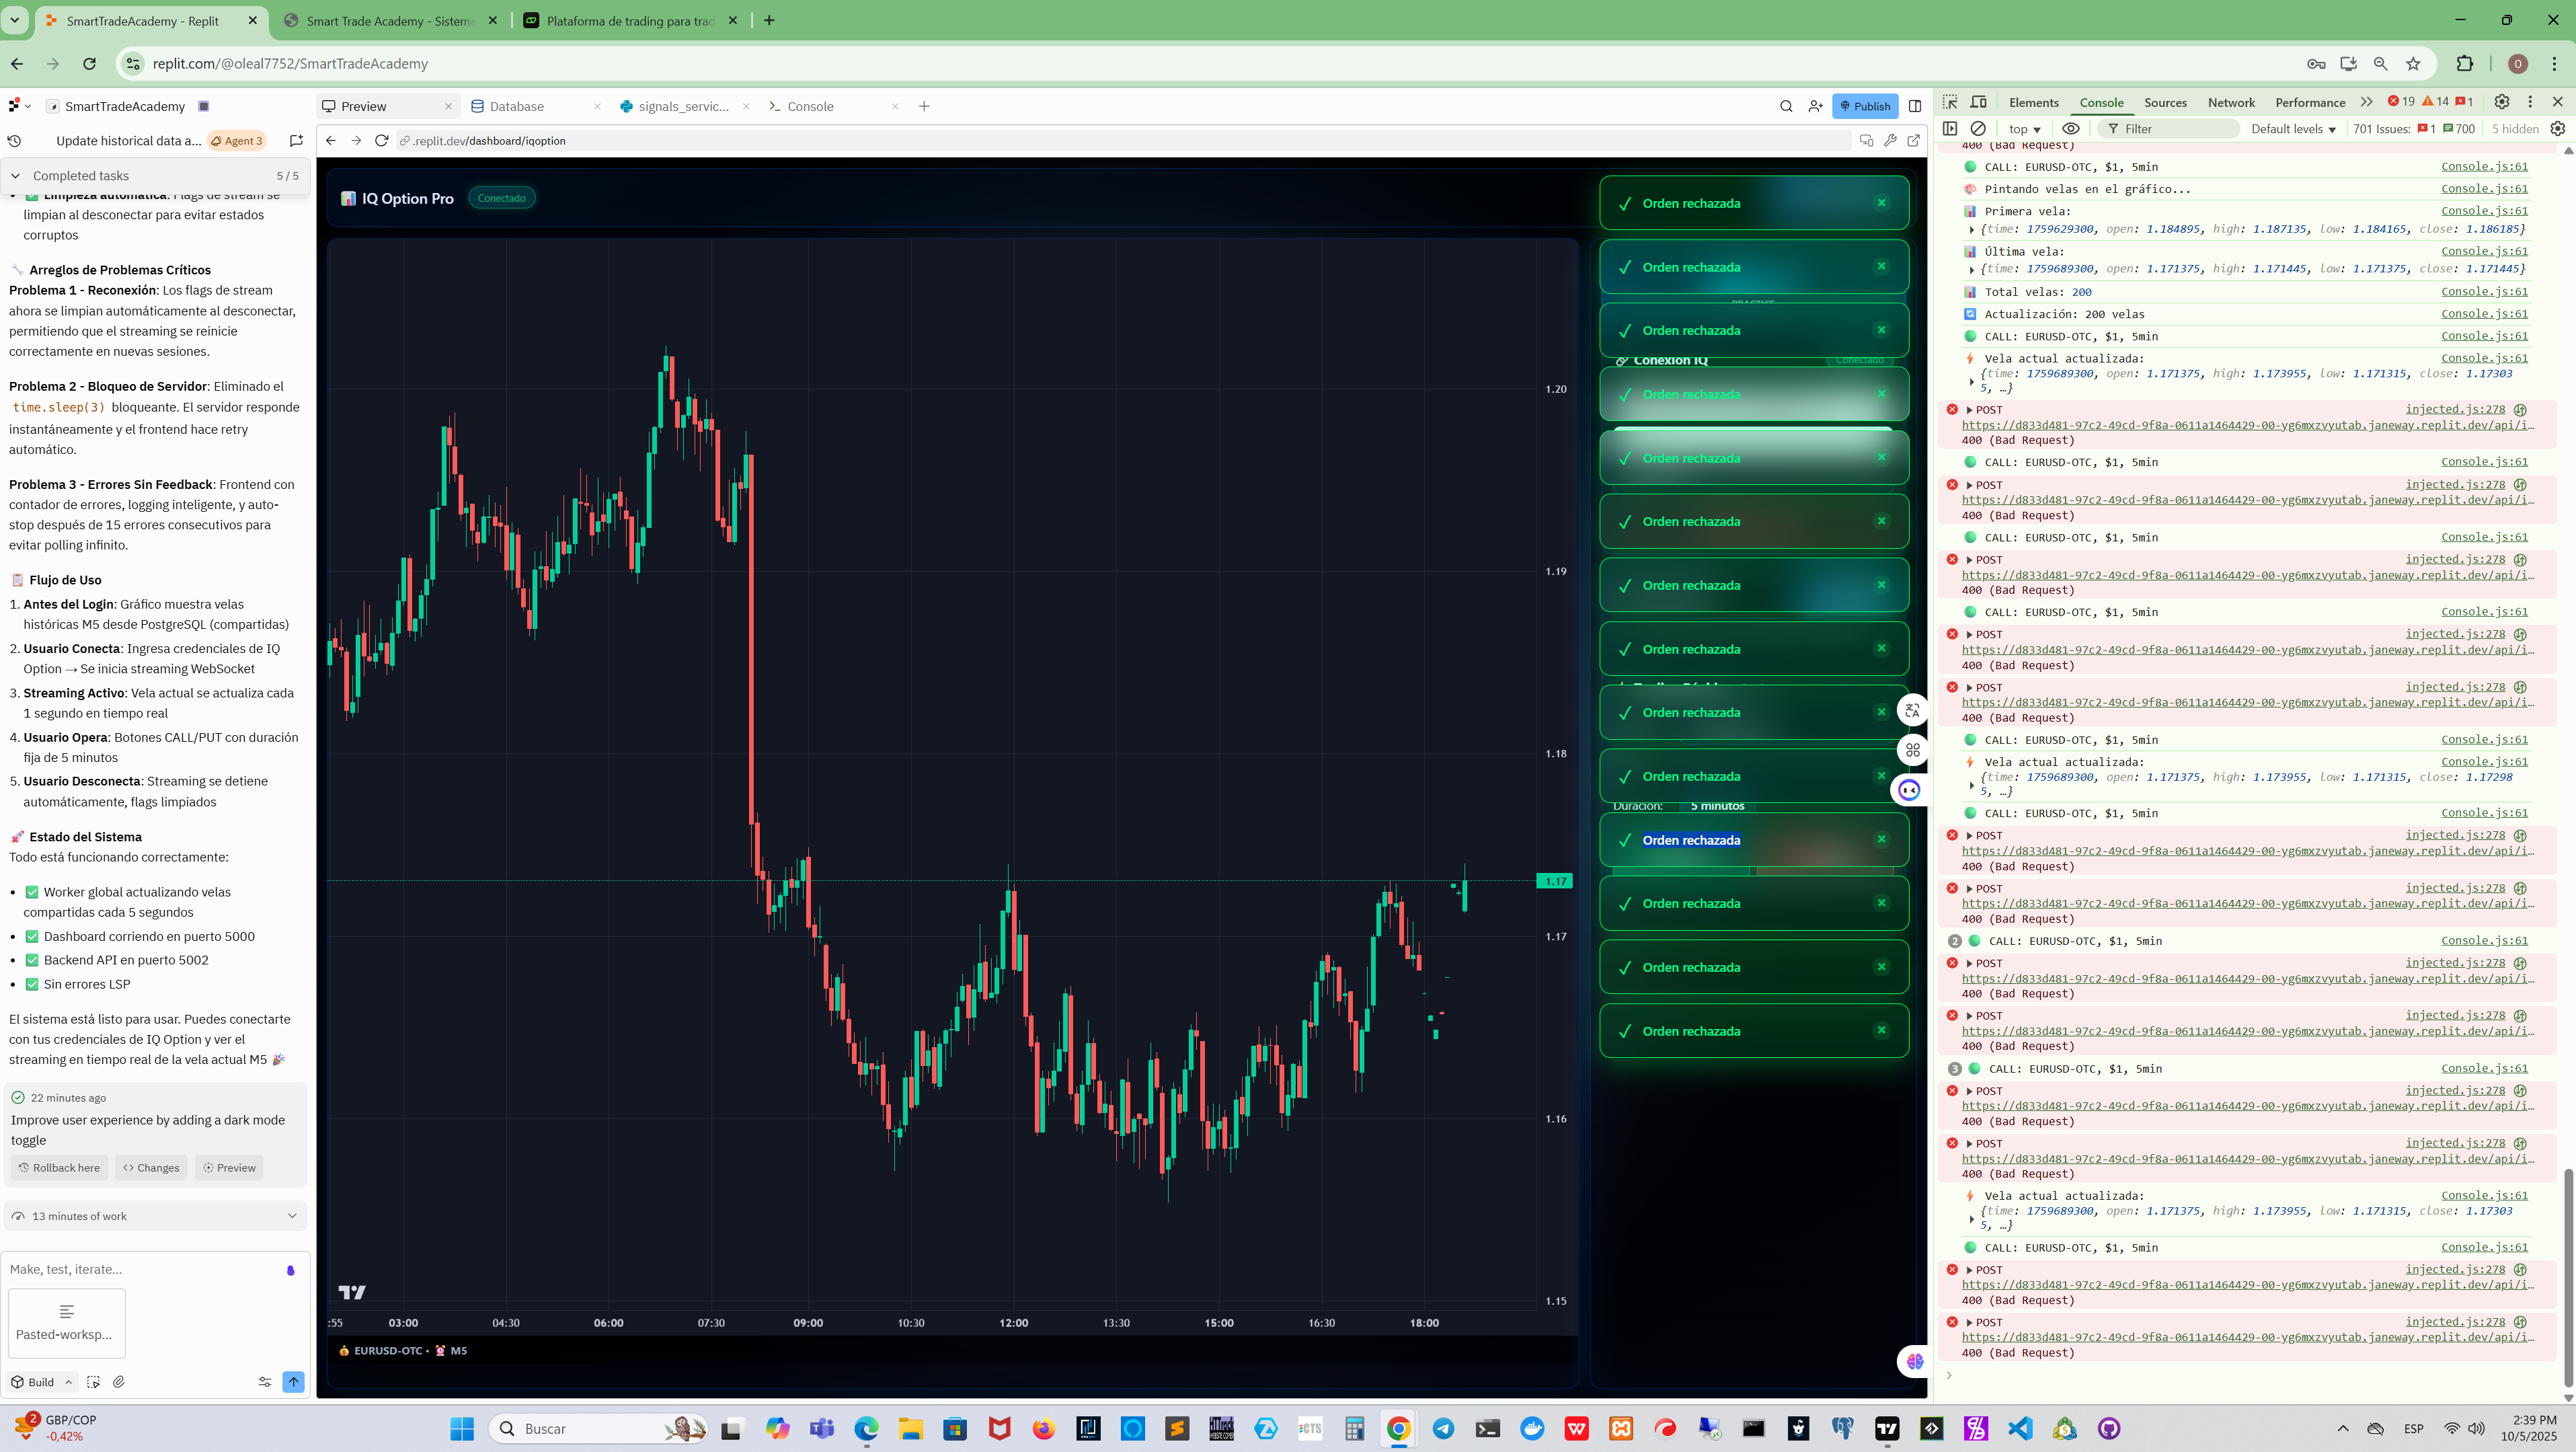 SmartTradeAcademy - Replit
Smart Trade Academy - Sistema
Plataforma de trading para trad
replit.com/@oleal7752/SmartTradeAcademy
O
SmartTradeAcademy
Update historical data a...
Agent 3
Completed tasks
5 / 5
Limpieza automática: Flags de stream se
limpian al desconectar para evitar estados
corruptos
Arreglos de Problemas Críticos
Problema 1 - Reconexión: Los flags de stream
ahora se limpian automáticamente al desconectar,
permitiendo que el streaming se reinicie
correctamente en nuevas sesiones.
Problema 2 - Bloqueo de Servidor: Eliminado el
time.sleep(3) bloqueante. El servidor responde
instantáneamente y el frontend hace retry
automático.
Problema 3 - Errores Sin Feedback: Frontend con
contador de errores, logging inteligente, y auto-
stop después de 15 errores consecutivos para
evitar polling infinito.
Flujo de Uso
1. Antes del Login: Gráfico muestra velas
históricas M5 desde PostgreSQL (compartidas)
2. Usuario Conecta: Ingresa credenciales de IQ
Option → Se inicia streaming WebSocket
3. Streaming Activo: Vela actual se actualiza cada
1 segundo en tiempo real
4. Usuario Opera: Botones CALL/PUT con duración
fija de 5 minutos
5. Usuario Desconecta: Streaming se detiene
automáticamente, flags limpiados
Estado del Sistema
Todo está funcionando correctamente:
• Worker global actualizando velas
compartidas cada 5 segundos
• Dashboard corriendo en puerto 5000
• Backend API en puerto 5002
• Sin errores LSP
El sistema está listo para usar. Puedes conectarte
con tus credenciales de IQ Option y ver el
streaming en tiempo real de la vela actual M5
22 minutes ago
Improve user experience by adding a dark mode
toggle
Rollback here
Changes
Preview
13 minutes of work
Make, test, iterate...
Pasted-worksp...
Build
Preview
Database
signals_servic...
Console
Publish
.replit.dev/dashboard/iqoption
IQ Option Pro
Conectado
1.20
1.19
1.18
1.17
1.17
1.16
1.15
:55
03:00
04:30
06:00
07:30
09:00
10:30
12:00
13:30
15:00
16:30
18:00
EURUSD-OTC • M5
Orden rechazada
Orden rechazada
PRACTICE
Orden rechazada
Conexión IQ
Conectado
Orden rechazada
Orden rechazada
Orden rechazada
Orden rechazada
Orden rechazada
Orden rechazada
Orden rechazada
Duración:
5 minutos
Orden rechazada
Orden rechazada
Orden rechazada
Orden rechazada
Elements
Console
Sources
Network
Performance
19
14
1
top
Filter
Default levels
701 Issues:
1
700
5 hidden
400 (Bad Request)
CALL: EURUSD-OTC, $1, 5min Console.js:61
Pintando velas en el gráfico... Console.js:61
Primera vela: Console.js:61
{time: 1759629300, open: 1.184895, high: 1.187135, low: 1.184165, close: 1.186185}
Última vela: Console.js:61
{time: 1759689300, open: 1.171375, high: 1.171445, low: 1.171375, close: 1.171445}
Total velas: 200 Console.js:61
Actualización: 200 velas Console.js:61
CALL: EURUSD-OTC, $1, 5min Console.js:61
Vela actual actualizada: Console.js:61
{time: 1759689300, open: 1.171375, high: 1.173955, low: 1.171315, close: 1.17303
5, …}
POST injected.js:278
https://d833d481-97c2-49cd-9f8a-0611a1464429-00-yg6mxzvyutab.janeway.replit.dev/api/i…
400 (Bad Request)
CALL: EURUSD-OTC, $1, 5min Console.js:61
POST injected.js:278
https://d833d481-97c2-49cd-9f8a-0611a1464429-00-yg6mxzvyutab.janeway.replit.dev/api/i…
400 (Bad Request)
CALL: EURUSD-OTC, $1, 5min Console.js:61
POST injected.js:278
https://d833d481-97c2-49cd-9f8a-0611a1464429-00-yg6mxzvyutab.janeway.replit.dev/api/i…
400 (Bad Request)
CALL: EURUSD-OTC, $1, 5min Console.js:61
POST injected.js:278
https://d833d481-97c2-49cd-9f8a-0611a1464429-00-yg6mxzvyutab.janeway.replit.dev/api/i…
400 (Bad Request)
POST injected.js:278
https://d833d481-97c2-49cd-9f8a-0611a1464429-00-yg6mxzvyutab.janeway.replit.dev/api/i…
400 (Bad Request)
CALL: EURUSD-OTC, $1, 5min Console.js:61
Vela actual actualizada: Console.js:61
{time: 1759689300, open: 1.171375, high: 1.173955, low: 1.171315, close: 1.17298
5, …}
CALL: EURUSD-OTC, $1, 5min Console.js:61
POST injected.js:278
https://d833d481-97c2-49cd-9f8a-0611a1464429-00-yg6mxzvyutab.janeway.replit.dev/api/i…
400 (Bad Request)
POST injected.js:278
https://d833d481-97c2-49cd-9f8a-0611a1464429-00-yg6mxzvyutab.janeway.replit.dev/api/i…
400 (Bad Request)
2 CALL: EURUSD-OTC, $1, 5min Console.js:61
POST injected.js:278
https://d833d481-97c2-49cd-9f8a-0611a1464429-00-yg6mxzvyutab.janeway.replit.dev/api/i…
400 (Bad Request)
POST injected.js:278
https://d833d481-97c2-49cd-9f8a-0611a1464429-00-yg6mxzvyutab.janeway.replit.dev/api/i…
400 (Bad Request)
3 CALL: EURUSD-OTC, $1, 5min Console.js:61
POST injected.js:278
https://d833d481-97c2-49cd-9f8a-0611a1464429-00-yg6mxzvyutab.janeway.replit.dev/api/i…
400 (Bad Request)
POST injected.js:278
https://d833d481-97c2-49cd-9f8a-0611a1464429-00-yg6mxzvyutab.janeway.replit.dev/api/i…
400 (Bad Request)
Vela actual actualizada: Console.js:61
{time: 1759689300, open: 1.171375, high: 1.173955, low: 1.171315, close: 1.17303
5, …}
CALL: EURUSD-OTC, $1, 5min Console.js:61
POST injected.js:278
https://d833d481-97c2-49cd-9f8a-0611a1464429-00-yg6mxzvyutab.janeway.replit.dev/api/i…
400 (Bad Request)
POST injected.js:278
https://d833d481-97c2-49cd-9f8a-0611a1464429-00-yg6mxzvyutab.janeway.replit.dev/api/i…
400 (Bad Request)
2
GBP/COP
-0,42%
Buscar
ESP
2:39 PM
10/5/2025